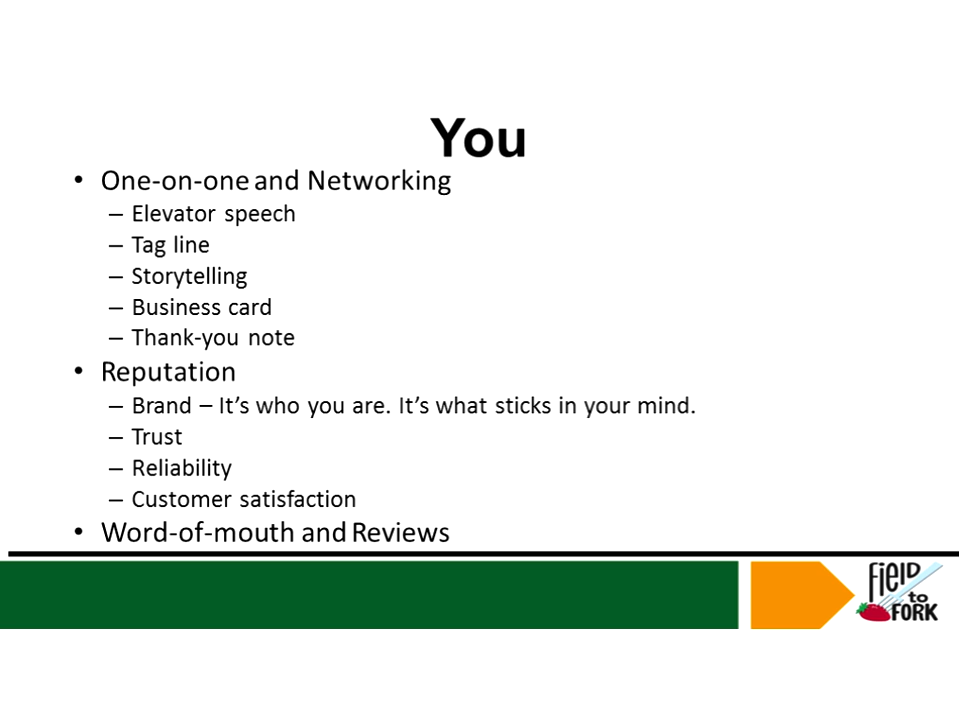 You
• One-on-one and Networking
– Elevator speech
– Tag line
– Storytelling
– Business card
– Thank-you note
• Reputation
– Brand – It’s who you are. It’s what sticks in your mind.
– Trust
– Reliability
– Customer satisfaction
• Word-of-mouth and Reviews
FiELD
to
FORK